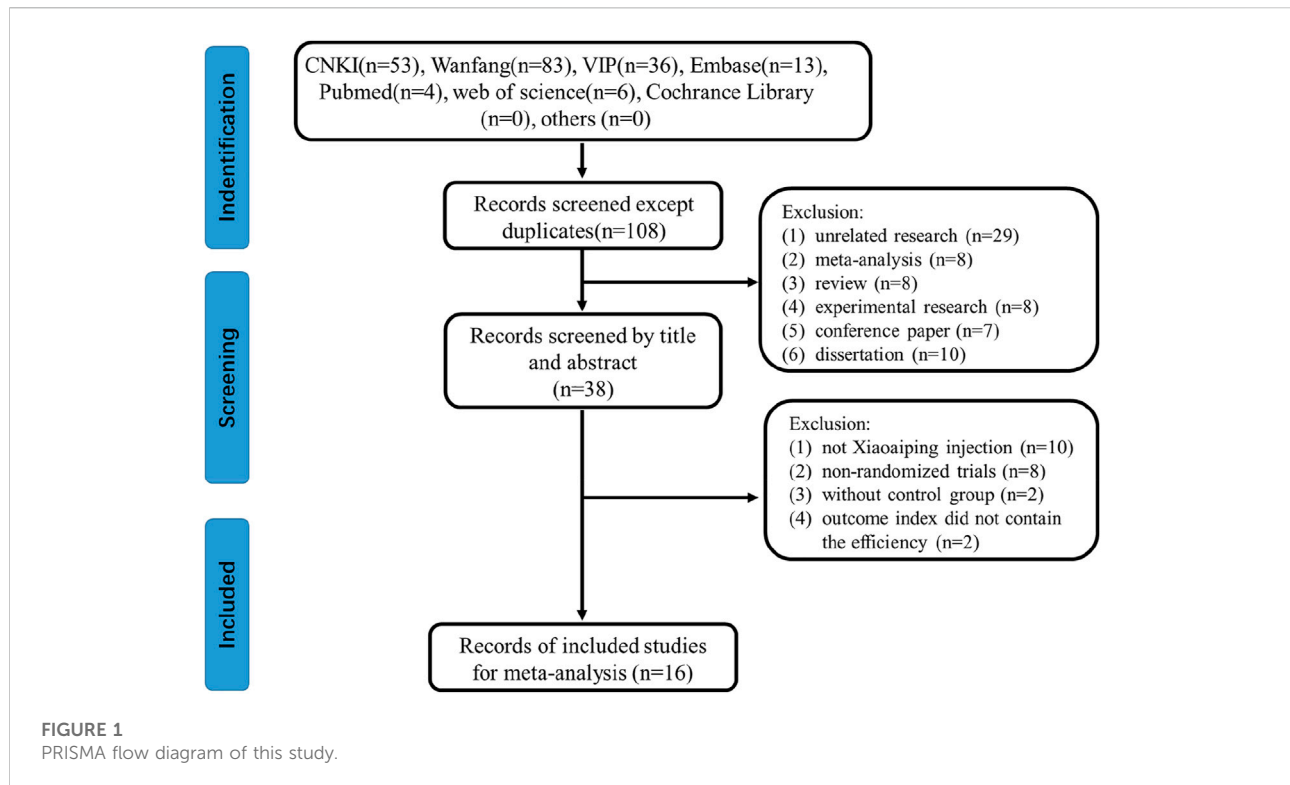 Indentification
CNKI(n=53), Wanfang(n=83), VIP(n=36), Embase(n=13),
Pubmed(n=4), web of science(n=6), Cochrance Library
(n=0), others (n=0)
Records screened except
duplicates(n=108)
Exclusion:
(1) unrelated research (n=29)
(2) meta-analysis (n=8)
(3) review (n=8)
(4) experimental research (n=8)
(5) conference paper (n=7)
(6) dissertation (n=10)
Screening
Records screened by title
and abstract
(n=38)
Exclusion:
(1) not Xiaoaiping injection (n=10)
(2) non-randomized trials (n=8)
(3) without control group (n=2)
(4) outcome index did not contain
the efficiency (n=2)
Included
Records of included studies
for meta-analysis (n=16)
FIGURE 1
PRISMA flow diagram of this study.